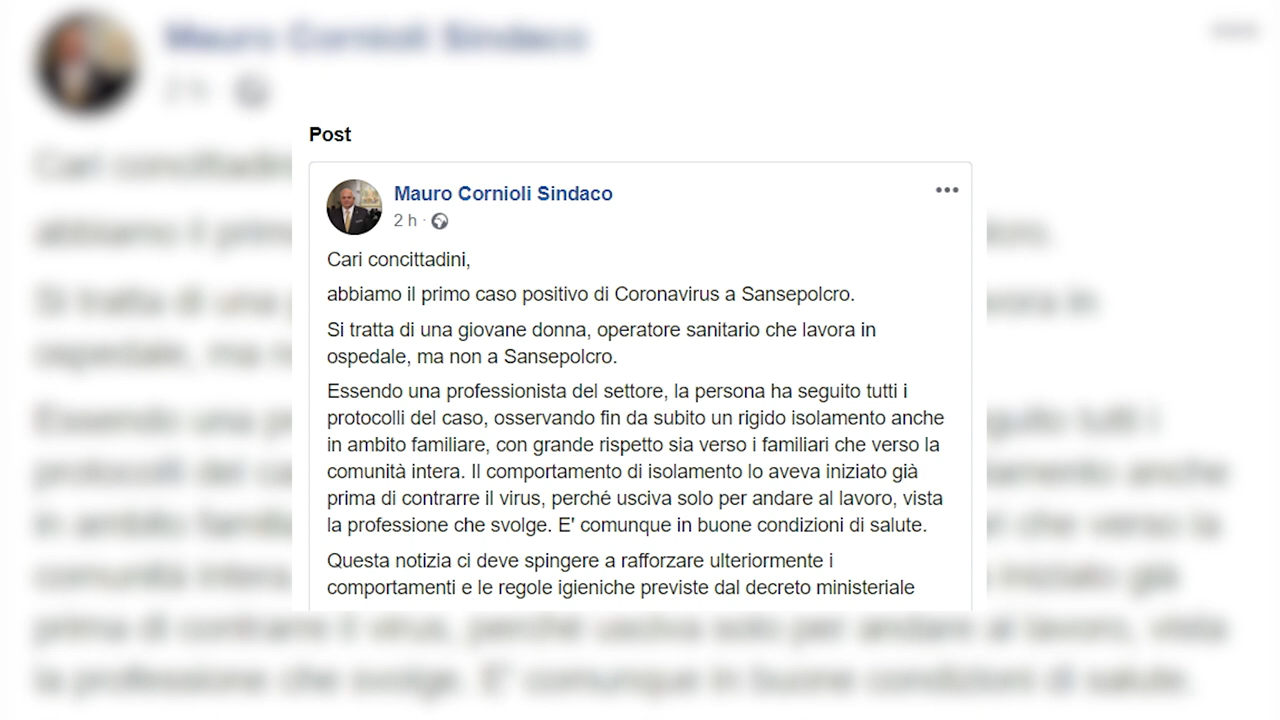 Post
Mauro Cornioli Sindaco
2 h ·
Cari concittadini,
abbiamo il primo caso positivo di Coronavirus a Sansepolcro.
Si tratta di una giovane donna, operatore sanitario che lavora in
ospedale, ma non a Sansepolcro.
Essendo una professionista del settore, la persona ha seguito tutti i
protocolli del caso, osservando fin da subito un rigido isolamento anche
in ambito familiare, con grande rispetto sia verso i familiari che verso la
comunità intera. Il comportamento di isolamento lo aveva iniziato già
prima di contrarre il virus, perché usciva solo per andare al lavoro, vista
la professione che svolge. E' comunque in buone condizioni di salute.
Questa notizia ci deve spingere a rafforzare ulteriormente i
comportamenti e le regole igieniche previste dal decreto ministeriale